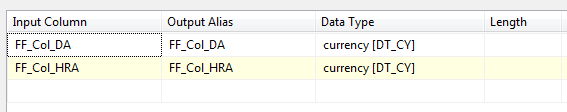 Input Column Output Alias Data Type Length
FF_Col_DA FF_Col_DA currency [DT_CY]
FF_Col_HRA FF_Col_HRA currency [DT_CY]